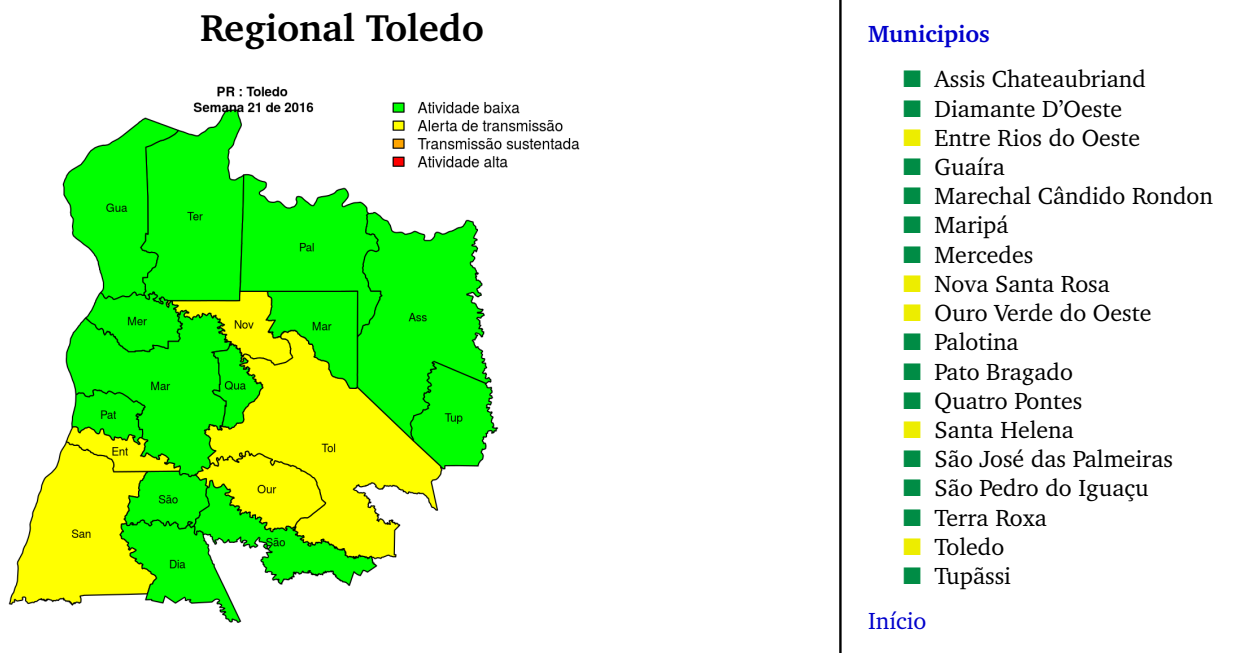 Regional Toledo
PR : Toledo
Semana 21 de 2016
Atividade baixa
Alerta de transmissão
Transmissão sustentada
Atividade alta
Gua
Ter
Pal
Mer
Nov
Mar
Ass
Mar
Qua
Pat
Tup
Ent
Tol
São
Our
San
São
Dia
Municipios
Assis Chateaubriand
Diamante D’Oeste
Entre Rios do Oeste
Guaíra
Marechal Cândido Rondon
Maripá
Mercedes
Nova Santa Rosa
Ouro Verde do Oeste
Palotina
Pato Bragado
Quatro Pontes
Santa Helena
São José das Palmeiras
São Pedro do Iguaçu
Terra Roxa
Toledo
Tupãssi
Início